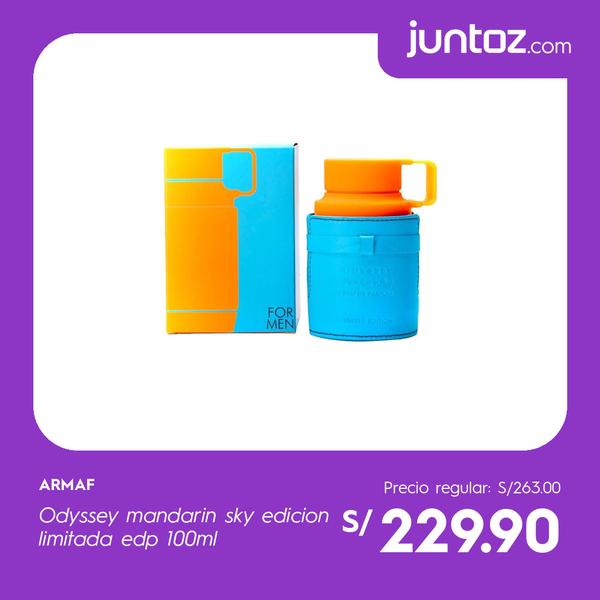 juntoz.com
FOR
MEN
ARMAF
Odyssey mandarin sky edicion
limitada edp 100ml
Precio regular: S/263.00
S/229.90